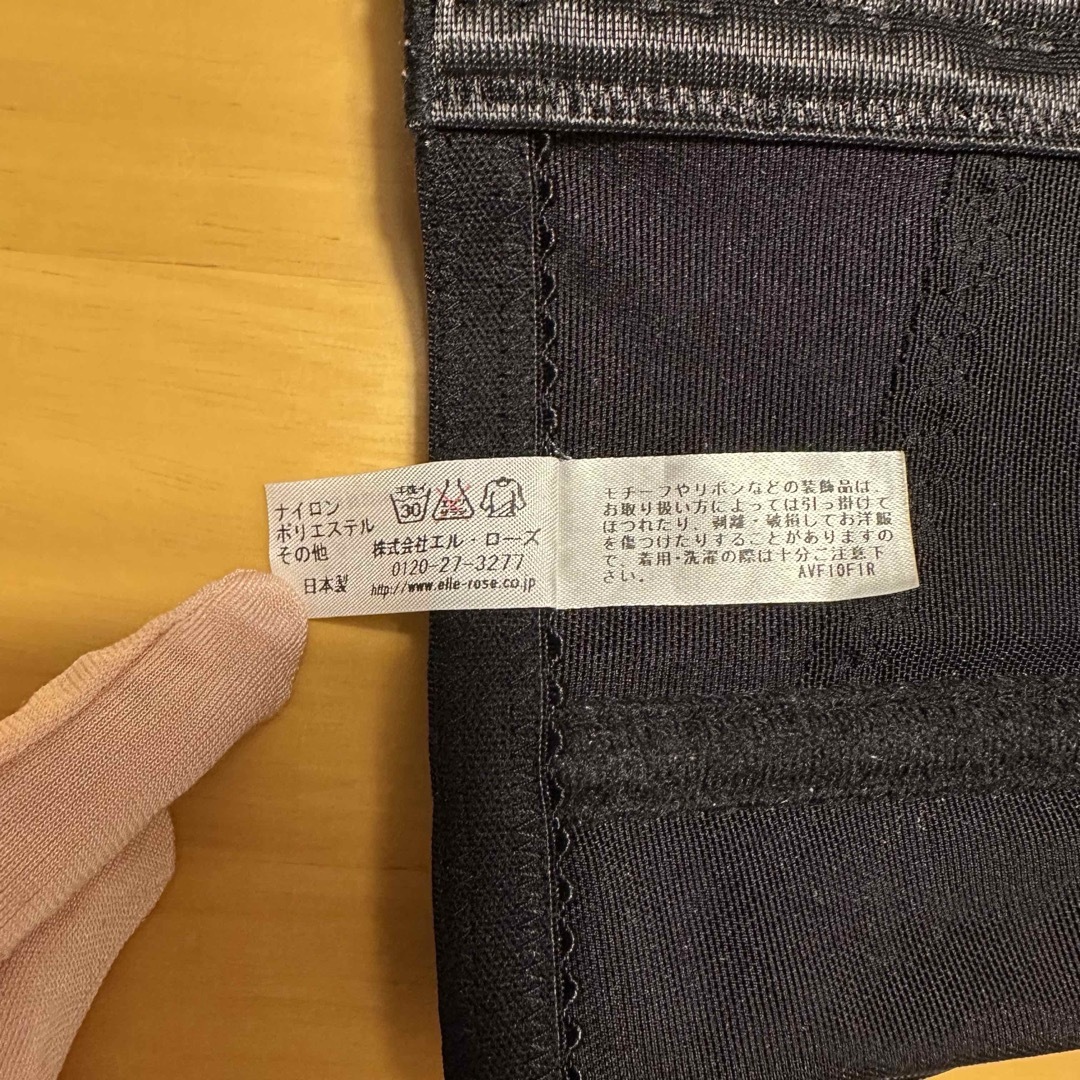 ナイロン
ポリエステル
その他
日本製
手洗イ
30
株式会社エル・ローズ
0120-27-3277
http://www.elle-rose.co.jp
モチーフやリボンなどの装飾品は、
お取り扱い方によっては引っ掛けて
ほつれたり、剥離・破損してお洋服
を傷つけたりすることがありますの
で、着用・洗濯の際は十分ご注意下
さい。
AVF10F1R